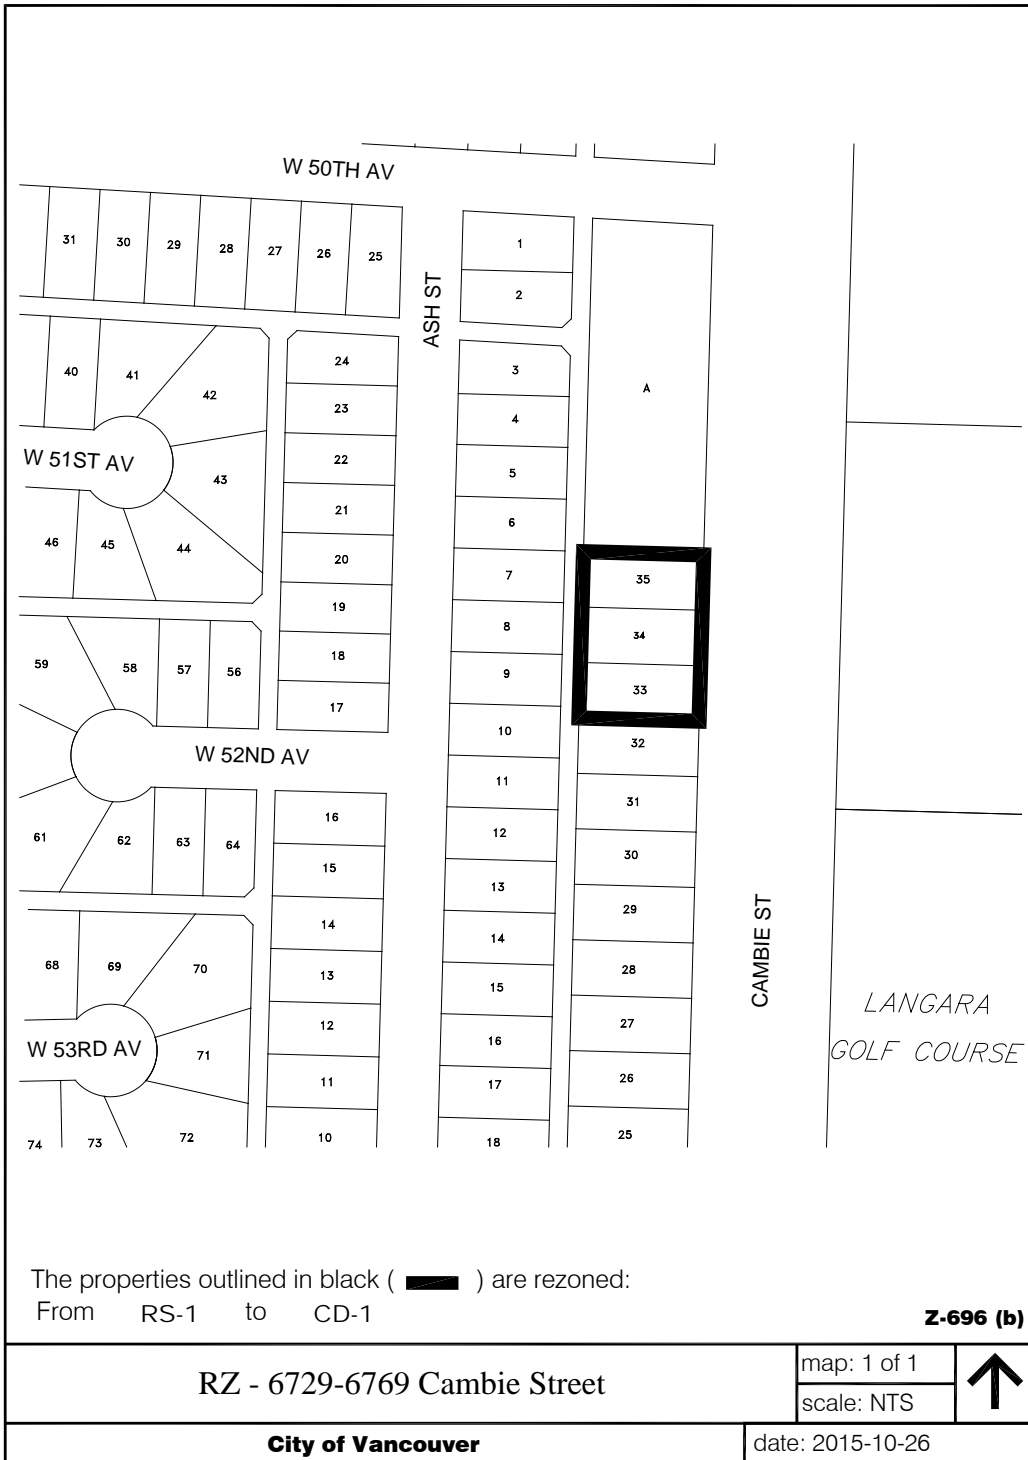 W 50TH AV
31 30 29 28 27 26 25
1
2
ASH ST
24
23
22
21
20
19
18
17
3
4
5
6
7
8
9
10
11
12
13
14
15
16
17
18
A
35
34
33
32
31
30
29
28
27
26
25
40 41 42
W 51ST AV
43
46 45 44
59 58 57 56
W 52ND AV
61 62 63 64
16
15
14
13
12
11
10
68 69 70
W 53RD AV
71
74 73 72
CAMBIE ST
LANGARA
GOLF COURSE
The properties outlined in black ( ) are rezoned:
From RS-1 to CD-1
Z-696 (b)
RZ - 6729-6769 Cambie Street
map: 1 of 1
scale: NTS
City of Vancouver
date: 2015-10-26